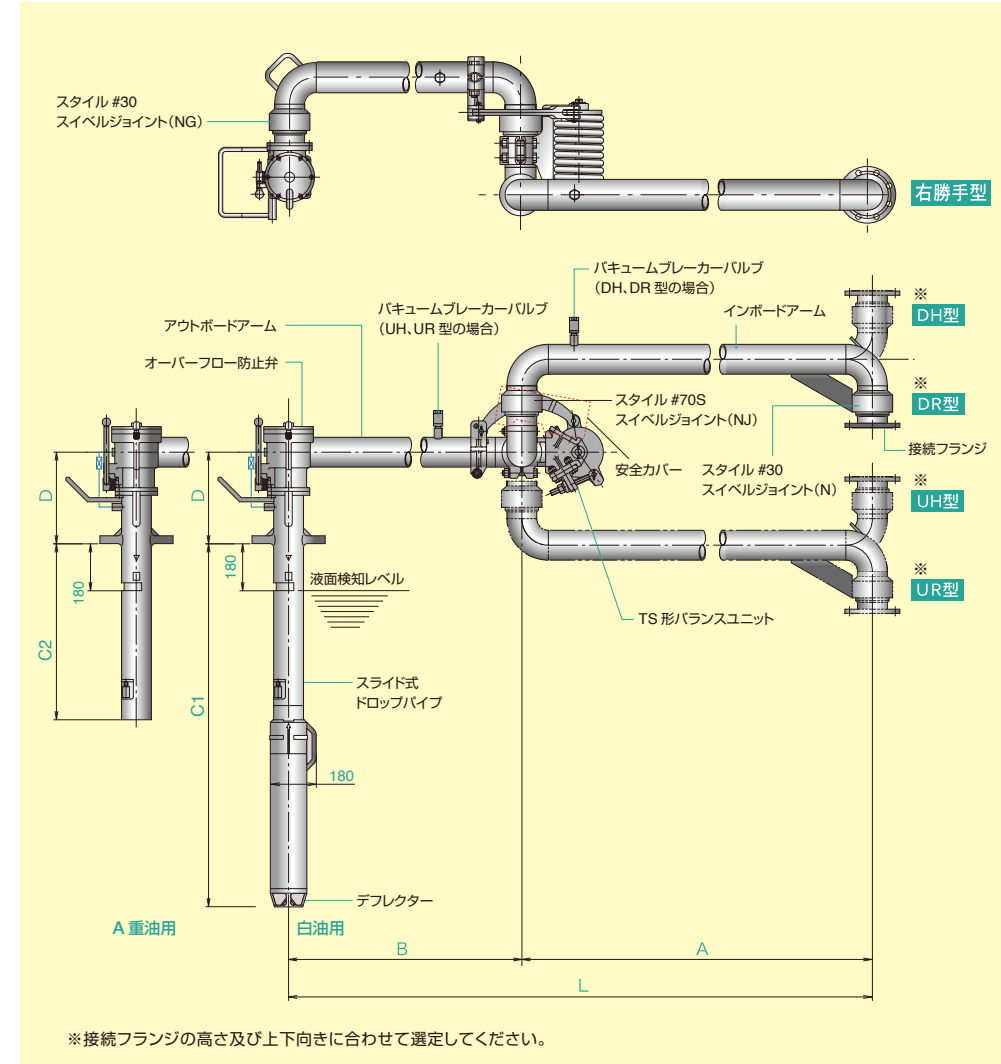 スタイル #30
スイベルジョイント(NG)
右勝手型
バキュームブレーカーバルブ
(DH、DR 型の場合)
バキュームブレーカーバルブ
(UH、UR 型の場合)
インボードアーム
※
DH型
アウトボードアーム
オーバーフロー防止弁
スタイル #70S
スイベルジョイント(NJ)
※
DR型
接続フランジ
安全カバー
スタイル #30
スイベルジョイント(N)
※
UH型
D
D
180
180
液面検知レベル
※
UR型
TS 形バランスユニット
C2
C1
スライド式
ドロップパイプ
180
デフレクター
A 重油用
白油用
B
A
L
※接続フランジの高さ及び上下向きに合わせて選定してください。